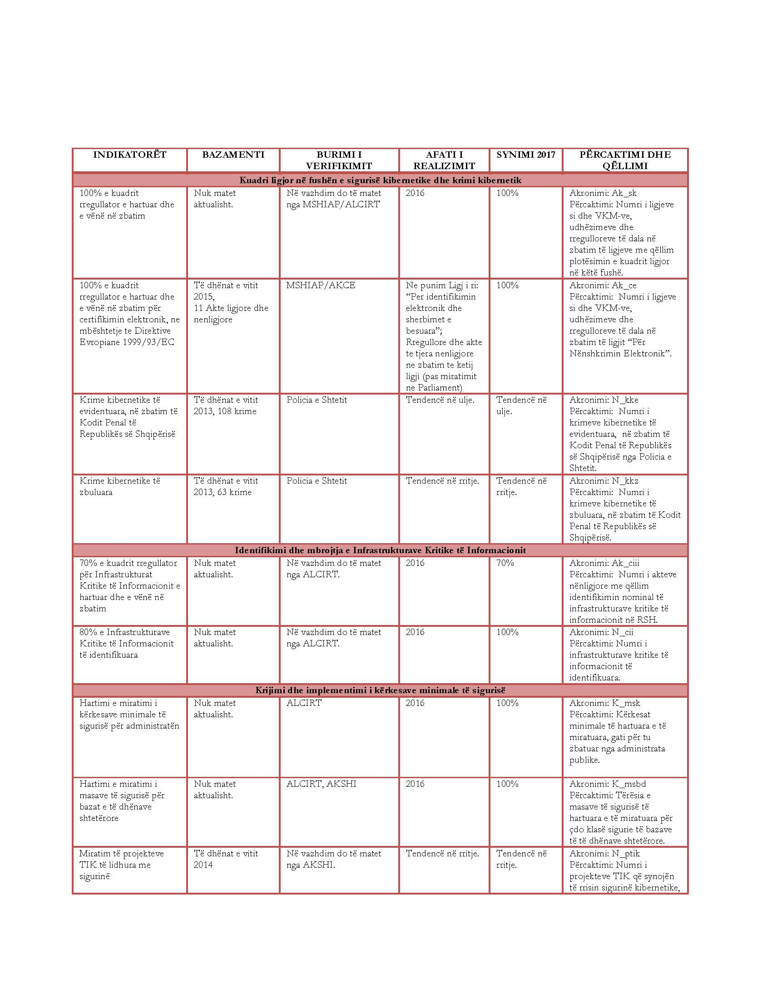 INDIKATORËT
BAZAMENTI
BURIMI I
VERIFIKIMIT
AFATI I
REALIZIMIT
SYNIMI 2017
PËRCAKTIMI DHE
QËLLIMI
Kuadri ligjor në fushën e sigurisë kibernetike dhe krimi kibernetik
100% e kuadrit
rregullator e hartuar dhe
e vënë në zbatim
Nuk matet
aktualisht.
Në vazhdim do të matet
nga MSHIAP/ALCIRT
2016
100%
Akronimi: Ak_sk
Përcaktimi: Numri i ligjeve
si dhe VKM-ve,
udhëzimeve dhe
rregulloreve të dala në
zbatim të ligjeve me qëllim
plotësimin e kuadrit ligjor
në këtë fushë.
100% e kuadrit
rregullator e hartuar dhe
e vënë në zbatim për
certifikimin elektronik, ne
mbështetje te Direktive
Evropiane 1999/93/EC
Të dhënat e vitit
2015,
11 Akte ligjore dhe
nenligjore
MSHIAP/AKCE
Ne punim Ligj i ri:
“Per identifikimin
elektronik dhe
sherbimet e
besuara”;
Rregullore dhe akte
te tjera nenligjore
ne zbatim te ketij
ligji (pas miratimit
ne Parliament)
100%
Akronimi: Ak_ce
Përcaktimi:  Numri i ligjeve
si dhe VKM-ve,
udhëzimeve dhe
rregulloreve të dala në
zbatim të ligjit “Për
Nënshkrimin Elektronik”.
Krime kibernetike të
evidentuara, në zbatim të
Kodit Penal të
Republikës së Shqipërisë
Të dhënat e vitit
2013, 108 krime
Policia e Shtetit
Tendencë në ulje.
Tendencë në
ulje.
Akronimi: N_kke
Përcaktimi:  Numri i
krimeve kibernetike të
evidentuara,  në zbatim të
Kodit Penal të Republikës
së Shqipërisë nga Policia e
Shtetit.
Krime kibernetike të
zbuluara
Të dhënat e vitit
2013, 63 krime
Policia e Shtetit
Tendencë në rritje.
Tendencë në
rritje.
Akronimi: N_kkz
Përcaktimi:  Numri i
krimeve kibernetike të
zbuluara, në zbatim të Kodit
Penal të Republikës së
Shqipërisë.
Identifikimi dhe mbrojtja e Infrastrukturave Kritike të Informacionit
70% e kuadrit rregullator
për Infrastrukturat
Kritike të Informacionit e
hartuar dhe e vënë në
zbatim
Nuk matet
aktualisht.
Në vazhdim do të matet
nga ALCIRT.
2016
70%
Akronimi: Ak_ciii
Përcaktimi:  Numri i akteve
nënligjore me qëllim
identifikimin nominal të
infrastrukturave kritike të
informacionit në RSH.
80% e Infrastrukturave
Kritike të Informacionit
të identifikuara
Nuk matet
aktualisht.
Në vazhdim do të matet
nga ALCIRT.
2016
100%
Akronimi: N_cii
Përcaktimi: Numri i
infrastrukturave kritike të
informacionit të
identifikuara.
Krijimi dhe implementimi i kërkesave minimale të sigurisë
Hartimi e miratimi i
kërkesave minimale të
sigurisë për administratën
Nuk matet
aktualisht.
ALCIRT
2016
100%
Akronimi: K_msk
Përcaktimi: Kërkesat
minimale të hartuara e të
miratuara, gati për tu
zbatuar nga administrata
publike.
Hartimi e miratimi i
masave të sigurisë për
bazat e të dhënave
shtetërore
Nuk matet
aktualisht.
ALCIRT, AKSHI
2016
100%
Akronimi: K_msbd
Përcaktimi: Tërësia e
masave të sigurisë të
hartuara e të miratuara për
çdo klasë sigurie të bazave
të të dhënave shtetërore.
Miratim të projekteve
TIK të lidhura me
sigurinë
Të dhënat e vitit
2014
Në vazhdim do të matet
nga AKSHI.
Tendencë në rritje.
Tendencë në
rritje.
Akronimi: N_ptik
Përcaktimi: Numri i
projekteve TIK që synojën
të rrisin sigurinë kibernetike,